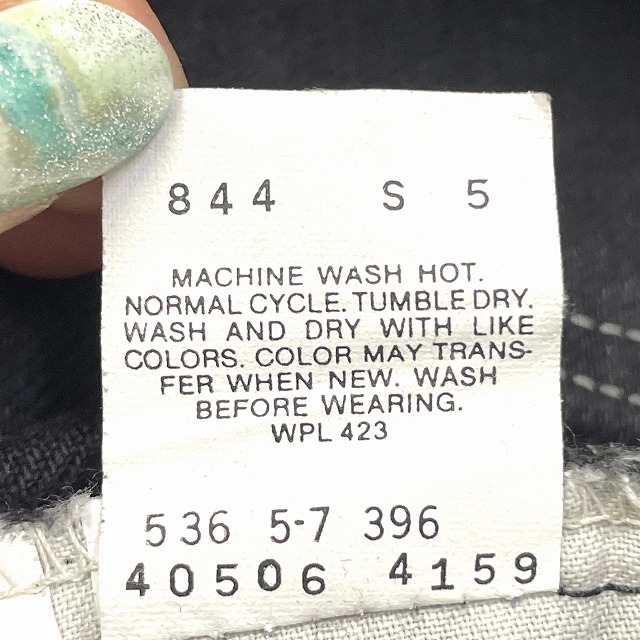 844 S 5
MACHINE WASH HOT.
NORMAL CYCLE. TUMBLE DRY.
WASH AND DRY WITH LIKE
COLORS. COLOR MAY TRANS-
FER WHEN NEW. WASH
BEFORE WEARING.
WPL 423
536 5-7 396
40506 4159